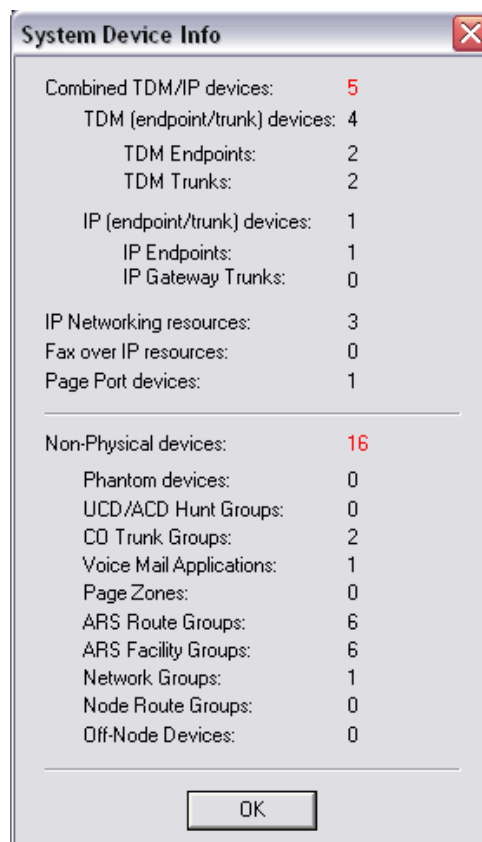 System Device Info
Combined TDM/IP devices: 5
TDM (endpoint/trunk) devices: 4
TDM Endpoints: 2
TDM Trunks: 2
IP (endpoint/trunk) devices: 1
IP Endpoints: 1
IP Gateway Trunks: 0
IP Networking resources: 3
Fax over IP resources: 0
Page Port devices: 1
Non-Physical devices: 16
Phantom devices: 0
UCD/ACD Hunt Groups: 0
CO Trunk Groups: 2
Voice Mail Applications: 1
Page Zones: 0
ARS Route Groups: 6
ARS Facility Groups: 6
Network Groups: 1
Node Route Groups: 0
Off-Node Devices: 0
OK